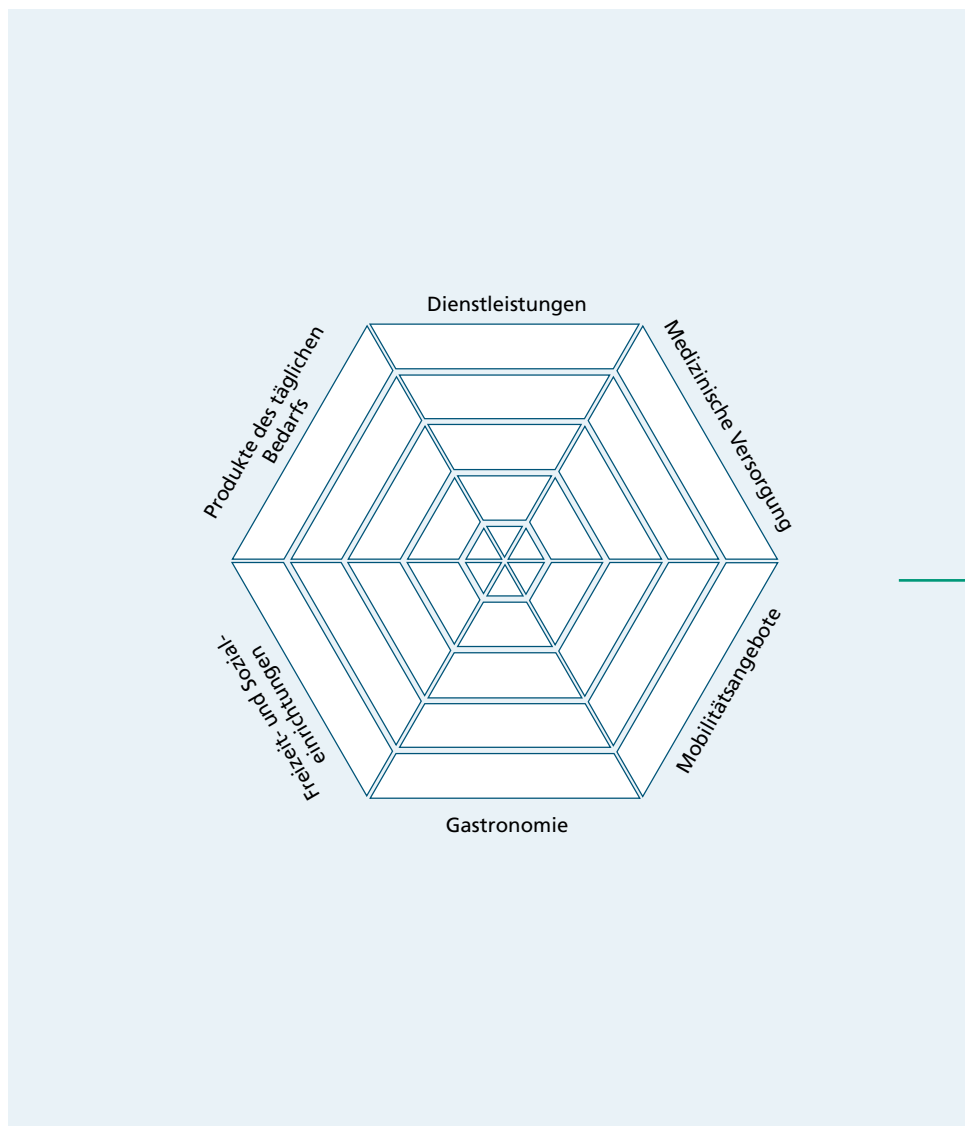 Dienstleistungen
Produkte des täglichen
Bedarfs
Medizinische Versorgung
Freizeit- und Sozial-
einrichtungen
Mobilitätsangebote
Gastronomie